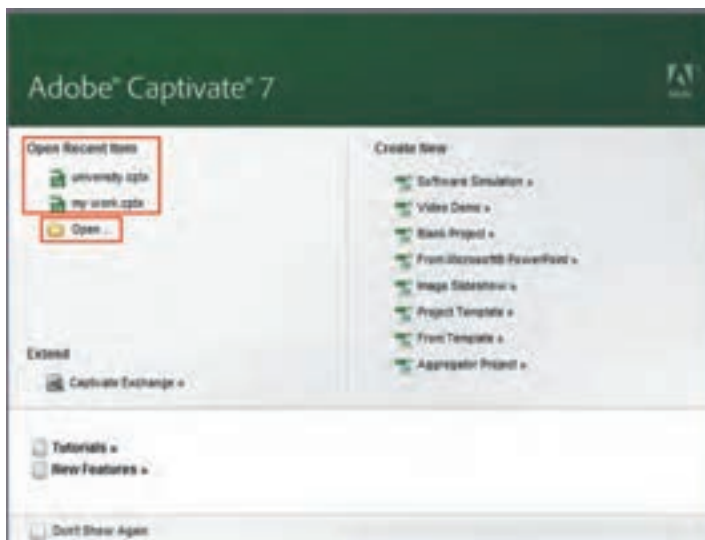 Adobe® Captivate® 7
Adobe
Open Recent Item
university.cptx
my work.cptx
Open...
Extend
Captivate Exchange »
Create New
Software Simulation »
Video Demo »
Blank Project »
From Microsoft® PowerPoint »
Image Slideshow »
Project Template »
From Template »
Aggregator Project »
Tutorials »
New Features »
Don't Show Again